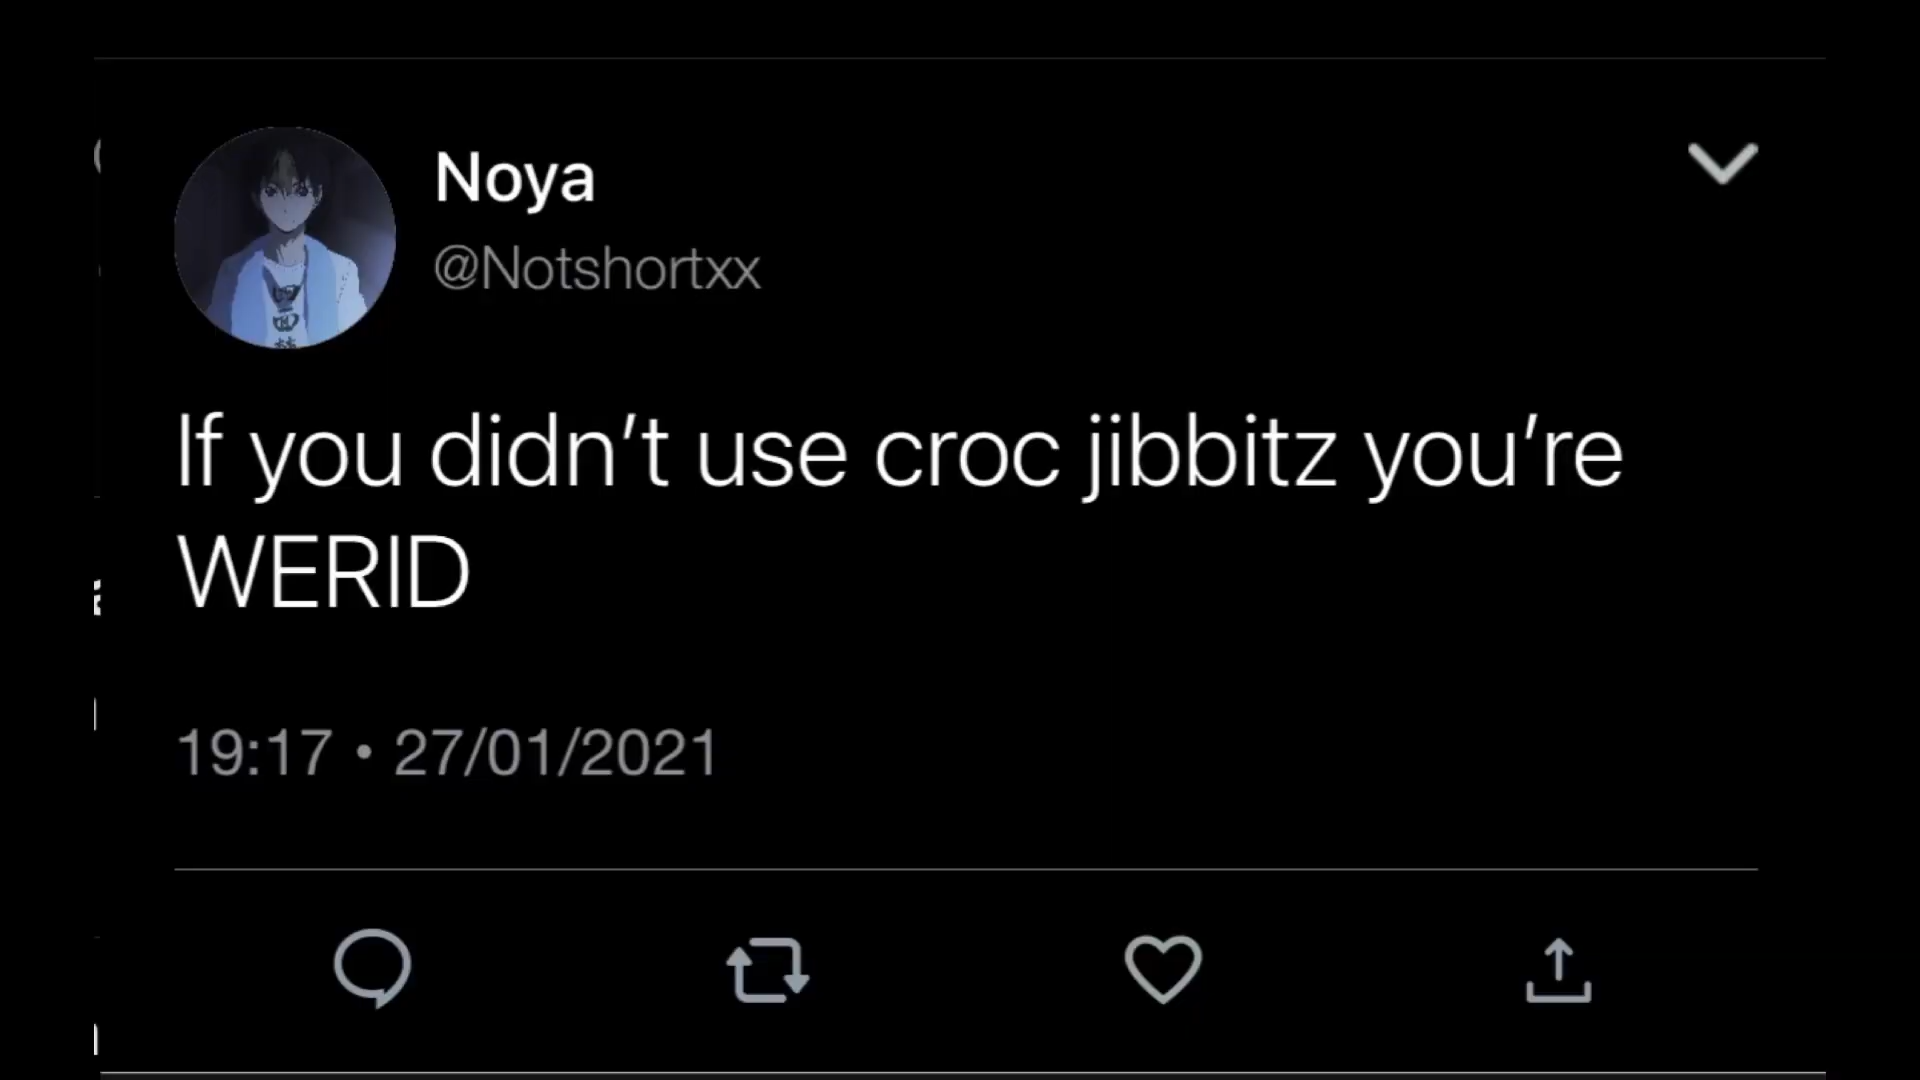 Noya
@Notshortxx
If you didn’t use croc jibbitz you’re
WERID
19:17 • 27/01/2021